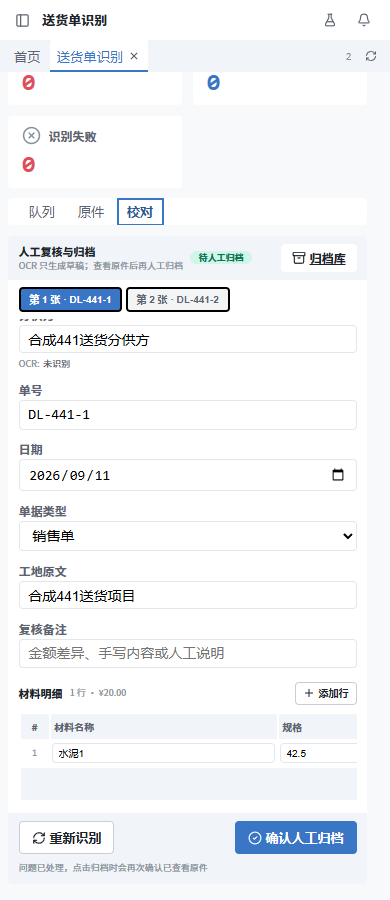 送货单识别
首页
送货单识别 ×
2
0
0
识别失败
0
队列
原件
校对
人工复核与归档
OCR 只生成草稿；查看原件后再人工归档
待人工归档
归档库
第 1 张 · DL-441-1
第 2 张 · DL-441-2
合成441送货分供方
OCR: 未识别
单号
DL-441-1
日期
2026/09/11
单据类型
销售单
工地原文
合成441送货项目
复核备注
金额差异、手写内容或人工说明
材料明细
1 行 · ¥20.00
添加行
# 材料名称 规格
1 水泥1 42.5
重新识别
确认人工归档
问题已处理，点击归档时会再次确认已查看原件